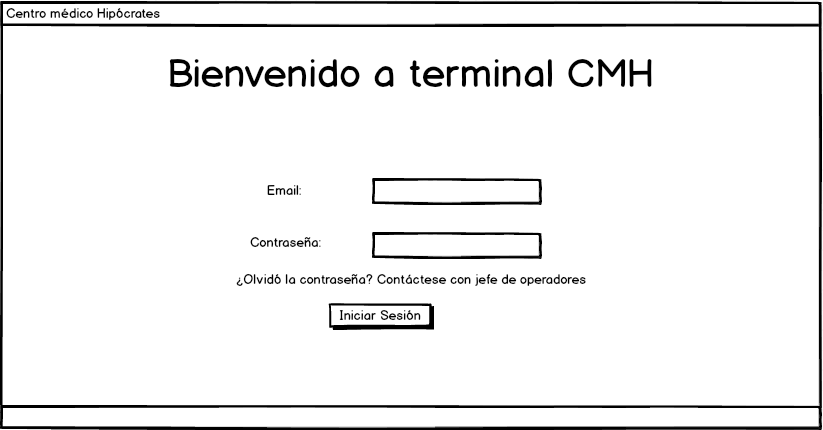 Centro médico Hipócrates
Bienvenido a terminal CMH
Email:
Contraseña:
¿Olvidó la contraseña? Contáctese con jefe de operadores
Iniciar Sesión